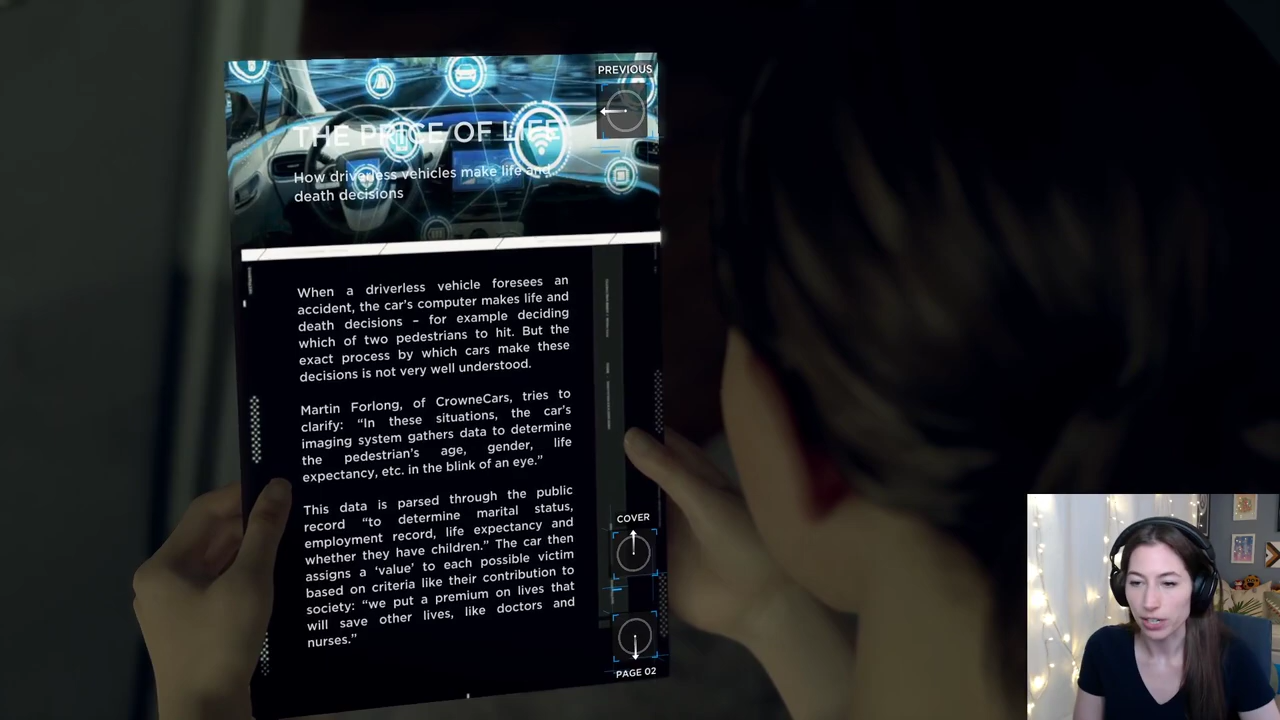 PREVIOUS
THE PRICE OF LIFE
How driverless vehicles make life and
death decisions
When a driverless vehicle foresees an
accident, the car's computer makes life and
death decisions – for example deciding
which of two pedestrians to hit. But the
exact process by which cars make these
decisions is not very well understood.
Martin Forlong, of CrowneCars, tries to
clarify: “In these situations, the car's
imaging system gathers data to determine
the pedestrian's age, gender, life
expectancy, etc. in the blink of an eye.”
This data is parsed through the public
record “to determine marital status,
employment record, life expectancy and
whether they have children.” The car then
assigns a ‘value’ to each possible victim
based on criteria like their contribution to
society: “we put a premium on lives that
will save other lives, like doctors and
nurses.”
COVER
PAGE 02